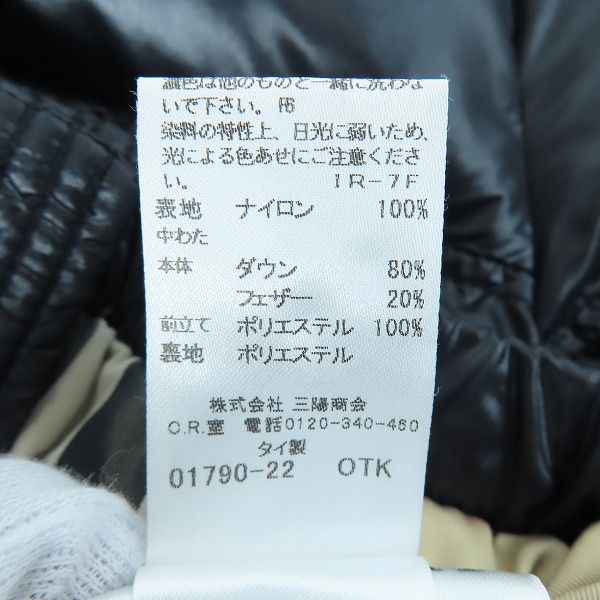 濃色は他のものと一緒に洗わな
いで下さい。FB
染料の特性上、日光に弱いため、
光による色あせにご注意くださ
い。 IR-7F
表地 ナイロン 100%
中わた
本体 ダウン 80%
フェザー 20%
前立て ポリエステル 100%
裏地 ポリエステル
株式会社 三陽商会
C.R.室 電話0120-340-460
タイ製
01790-22 OTK